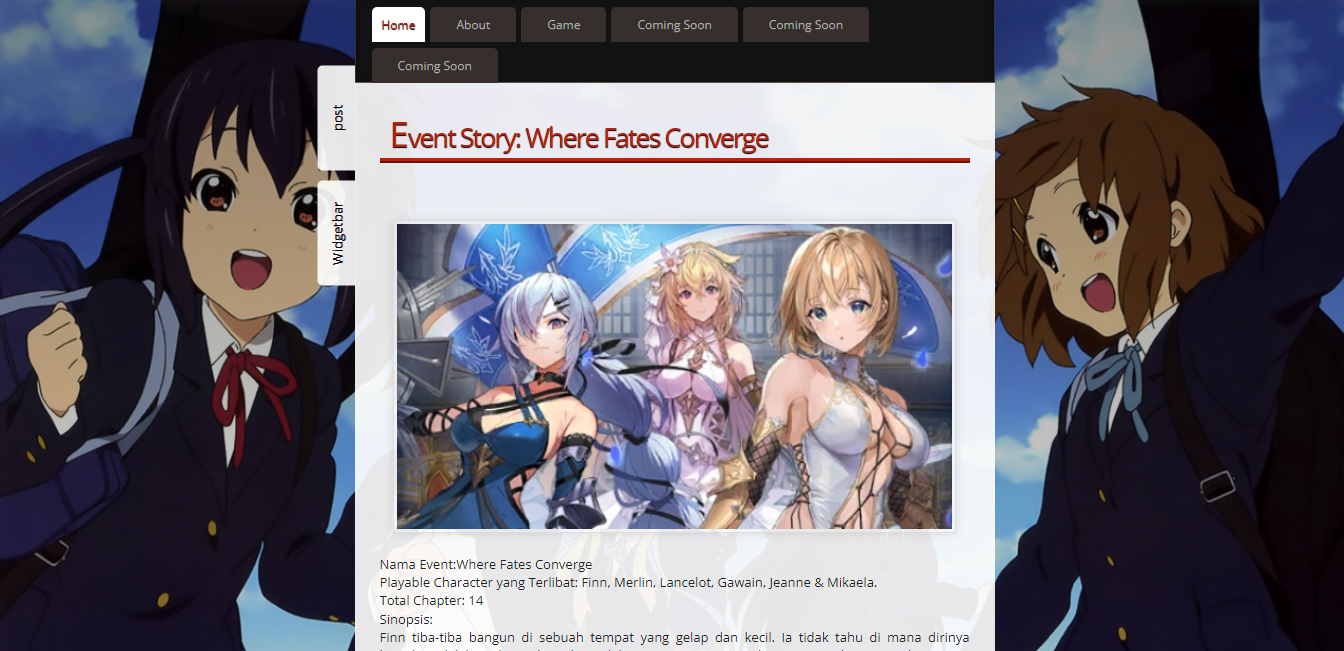 Home
About
Game
Coming Soon
Coming Soon
Coming Soon
post
Widgetbar
Event Story: Where Fates Converge
Nama Event:Where Fates Converge
Playable Character yang Terlibat: Finn, Merlin, Lancelot, Gawain, Jeanne & Mikaela.
Total Chapter: 14
Sinopsis:
Finn tiba-tiba bangun di sebuah tempat yang gelap dan kecil. Ia tidak tahu di mana dirinya